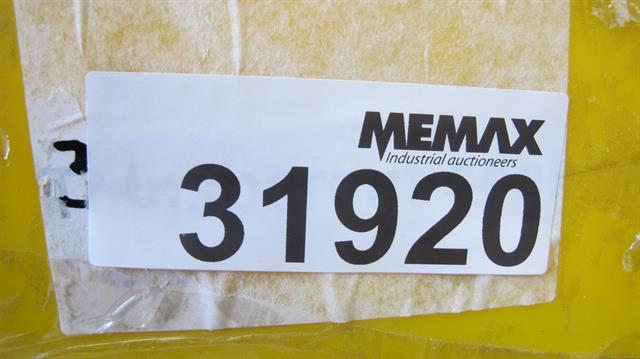 MEMAX
Industrial auctioneers
31920